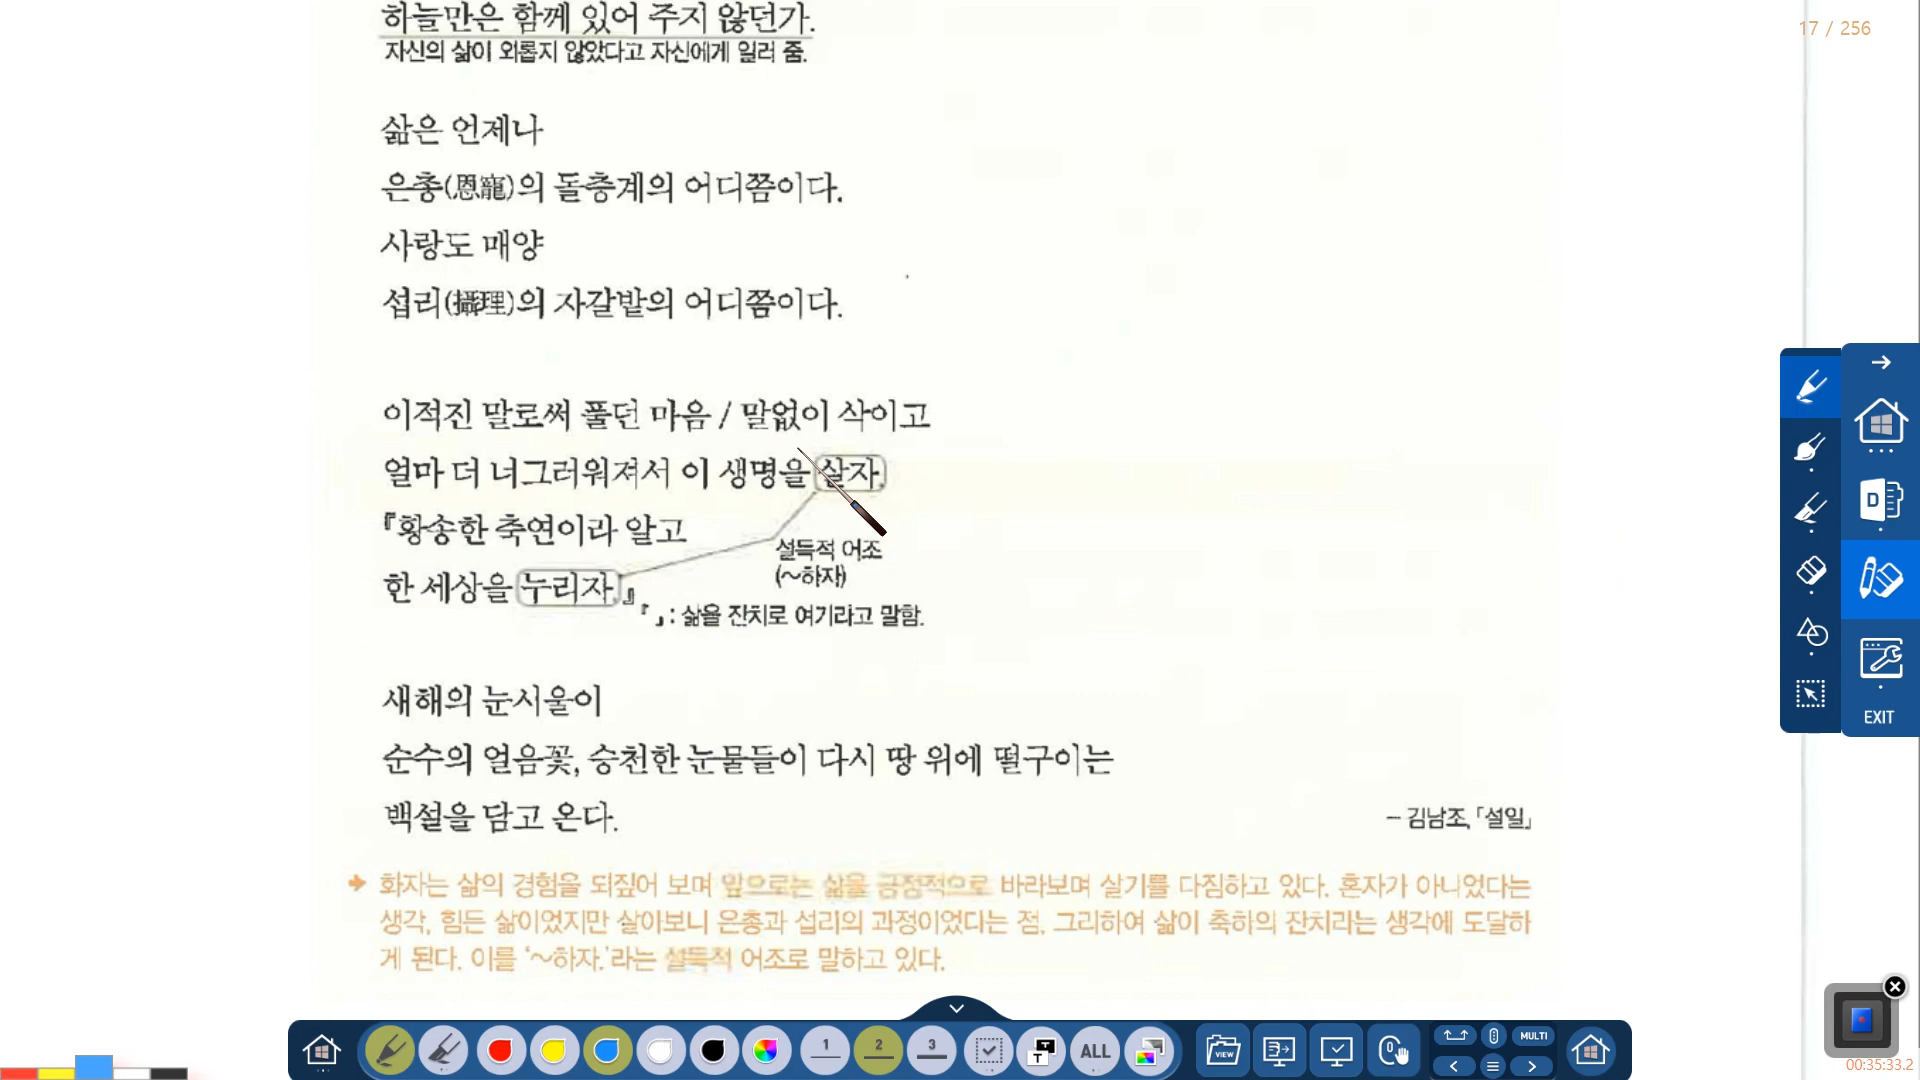 하늘만은 함께 있어 주지 않던가.
17 / 256
자신의 삶이 외롭지 않았다고 자신에게 일러 줌.
삶은 언제나
은총(恩寵)의 돌층계의 어디쯤이다.
사랑도 매양
섭리(攝理)의 자갈밭의 어디쯤이다.
이적진 말로써 풀던 마음 / 말없이 삭이고
얼마 더 너그러워져서 이 생명을 살자.
『황송한 축연이라 알고
설득적 어조
(～하자)
한 세상을 누리자.』
『 』: 삶을 잔치로 여기라고 말함.
새해의 눈시울이
순수의 얼음꽃, 승천한 눈물들이 다시 땅 위에 떨구이는
백설을 담고 온다.
– 김남조, 「설일」
➔ 화자는 삶의 경험을 되짚어 보며 앞으로는 삶을 긍정적으로 바라보며 살기를 다짐하고 있다. 혼자가 아니었다는
생각, 힘든 삶이었지만 살아보니 은총과 섭리의 과정이었다는 점, 그리하여 삶이 축하의 잔치라는 생각에 도달하
게 된다. 이를 '～하자.'라는 설득적 어조로 말하고 있다.
D
EXIT
1 2 3 ALL VIEW MULTI
T
T
00:35:33.2